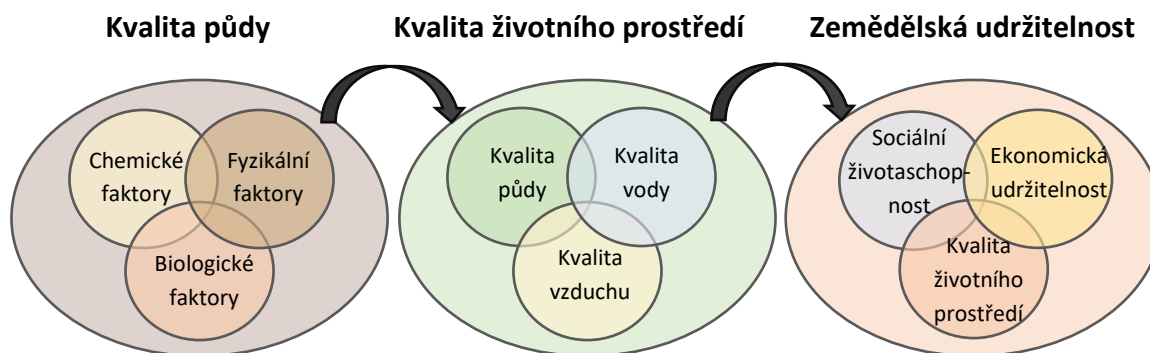 Kvalita půdy
Kvalita životního prostředí
Zemědělská udržitelnost
Chemické
faktory
Fyzikální
faktory
Biologické
faktory
Kvalita
půdy
Kvalita
vody
Kvalita
vzduchu
Sociální
životaschop-
nost
Ekonomická
udržitelnost
Kvalita
životního
prostředí